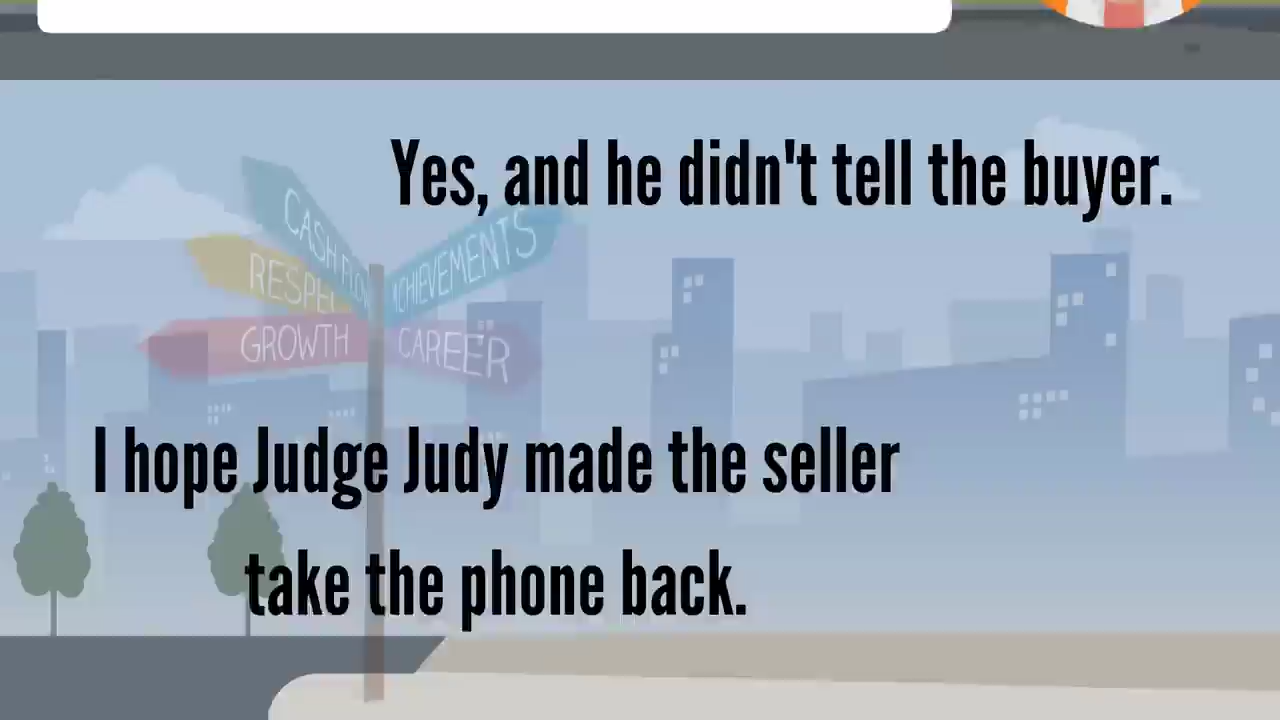 Yes, and he didn't tell the buyer.
CASH FLOW
ACHIEVEMENTS
RESPE
GROWTH
CAREER
I hope Judge Judy made the seller
take the phone back.